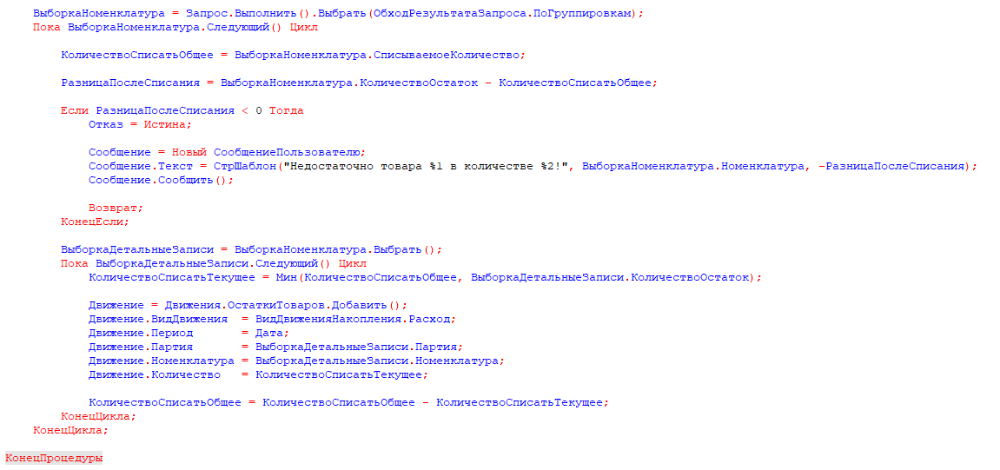 ВыборкаНоменклатура = Запрос.Выполнить().Выбрать(ОбходРезультатаЗапроса.ПоГруппировкам);
Пока ВыборкаНоменклатура.Следующий() Цикл
КоличествоСписатьОбщее = ВыборкаНоменклатура.СписываемоеКоличество;
РазницаПослеСписания = ВыборкаНоменклатура.КоличествоОстаток - КоличествоСписатьОбщее;
Если РазницаПослеСписания < 0 Тогда
Отказ = Истина;
Сообщение = Новый СообщениеПользователю;
Сообщение.Текст = СтрШаблон("Недостаточно товара %1 в количестве %2!", ВыборкаНоменклатура.Номенклатура, -РазницаПослеСписания);
Сообщение.Сообщить();
Возврат;
КонецЕсли;
ВыборкаДетальныеЗаписи = ВыборкаНоменклатура.Выбрать();
Пока ВыборкаДетальныеЗаписи.Следующий() Цикл
КоличествоСписатьТекущее = Мин(КоличествоСписатьОбщее, ВыборкаДетальныеЗаписи.КоличествоОстаток);
Движение = Движения.ОстаткиТоваров.Добавить();
Движение.ВидДвижения = ВидДвиженияНакопления.Расход;
Движение.Период = Дата;
Движение.Партия = ВыборкаДетальныеЗаписи.Партия;
Движение.Номенклатура = ВыборкаДетальныеЗаписи.Номенклатура;
Движение.Количество = КоличествоСписатьТекущее;
КоличествоСписатьОбщее = КоличествоСписатьОбщее - КоличествоСписатьТекущее;
КонецЦикла;
КонецЦикла;
КонецПроцедуры